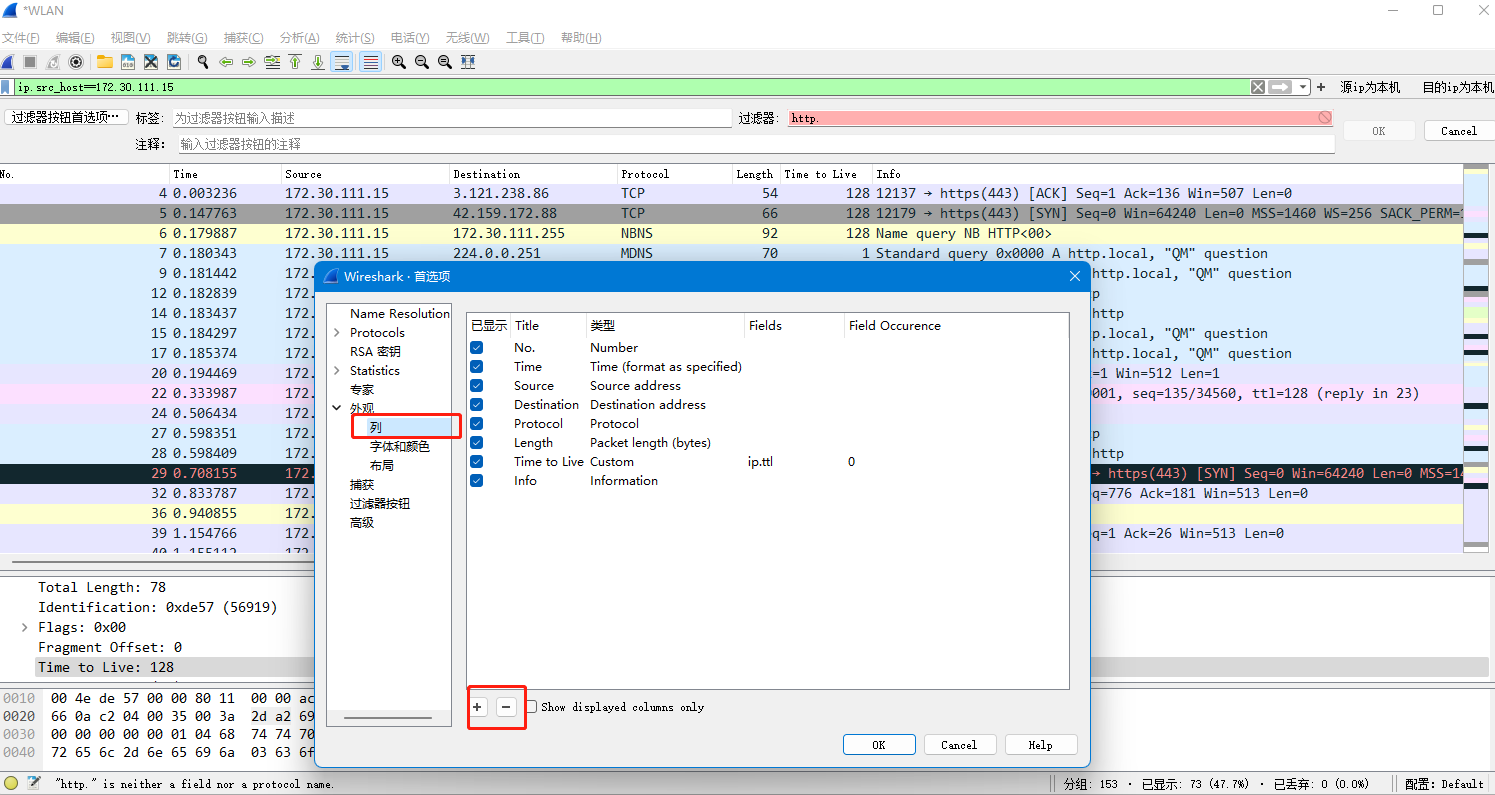 *WLAN
文件(F) 编辑(E) 视图(V) 跳转(G) 捕获(C) 分析(A) 统计(S) 电话(Y) 无线(W) 工具(T) 帮助(H)
ip.src_host==172.30.111.15 + 源ip为本机 目的ip为本机
过滤器按钮首选项… 标签: 为过滤器按钮输入描述 过滤器: http.
注释: 输入过滤器按钮的注释 OK Cancel
No. Time Source Destination Protocol Length Time to Live Info
4 0.003236 172.30.111.15 3.121.238.86 TCP 54 128 12137 → https(443) [ACK] Seq=1 Ack=136 Win=507 Len=0
5 0.147763 172.30.111.15 42.159.172.88 TCP 66 128 12179 → https(443) [SYN] Seq=0 Win=64240 Len=0 MSS=1460 WS=256 SACK_PERM=1
6 0.179887 172.30.111.15 172.30.111.255 NBNS 92 128 Name query NB HTTP<00>
7 0.180343 172.30.111.15 224.0.0.251 MDNS 70 1 Standard query 0x0000 A http.local, "QM" question
9 0.181442 172. http.local, "QM" question
12 0.182839 172. p
14 0.183437 172. http
15 0.184297 172. p.local, "QM" question
17 0.185374 172. http.local, "QM" question
20 0.194469 172. =1 Win=512 Len=1
22 0.333987 172. 001, seq=135/34560, ttl=128 (reply in 23)
24 0.506434 172.
27 0.598351 172. p
28 0.598409 172. http
29 0.708155 172. → https(443) [SYN] Seq=0 Win=64240 Len=0 MSS=14
32 0.833787 172. q=776 Ack=181 Win=513 Len=0
36 0.940855 172.
39 1.154766 172. q=1 Ack=26 Win=513 Len=0
40 1.155112 172.
Wireshark · 首选项
Name Resolution
Protocols
RSA 密钥
Statistics
专家
外观
列
字体和颜色
布局
捕获
过滤器按钮
高级
已显示 Title 类型 Fields Field Occurence
No. Number
Time Time (format as specified)
Source Source address
Destination Destination address
Protocol Protocol
Length Packet length (bytes)
Time to Live Custom ip.ttl 0
Info Information
+ − Show displayed columns only
OK Cancel Help
Total Length: 78
Identification: 0xde57 (56919)
Flags: 0x00
Fragment Offset: 0
Time to Live: 128
0010 00 4e de 57 00 00 80 11 00 00 ac
0020 66 0a c2 04 00 35 00 3a 2d a2 69
0030 00 00 00 00 00 01 04 68 74 74 70
0040 72 65 6c 2d 6e 65 69 6a 03 63 6f
"http." is neither a field nor a protocol name. 分组: 153 · 已显示: 73 (47.7%) · 已丢弃: 0 (0.0%) 配置: Default